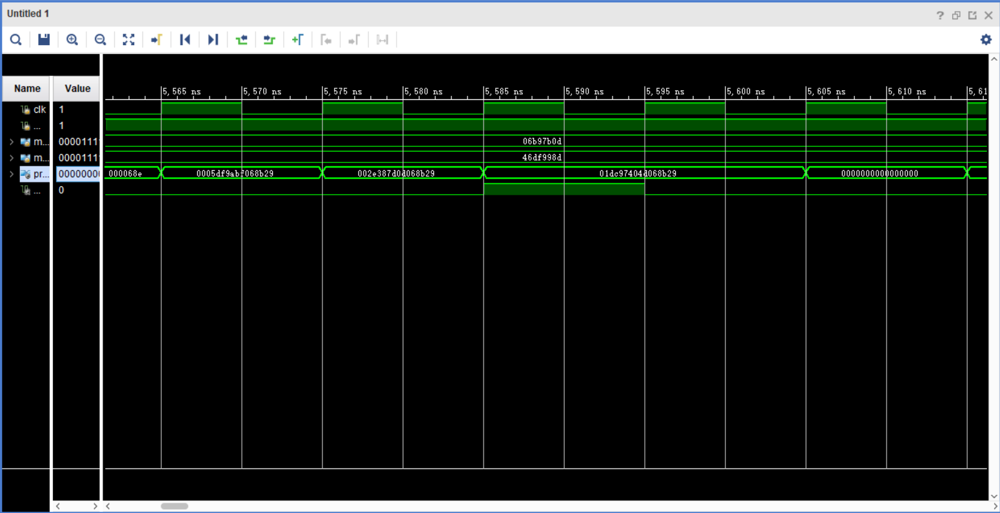 Untitled 1
Name Value
5,565 ns 5,570 ns 5,575 ns 5,580 ns 5,585 ns 5,590 ns 5,595 ns 5,600 ns 5,605 ns 5,610 ns 5,61
clk 1
... 1
m... 0000111 06b97b0d
m... 0000111 46df998d
pr... 0000000 000068e 0005df9abf068b29 002e387d0d068b29 01dc97404d068b29 0000000000000000
... 0